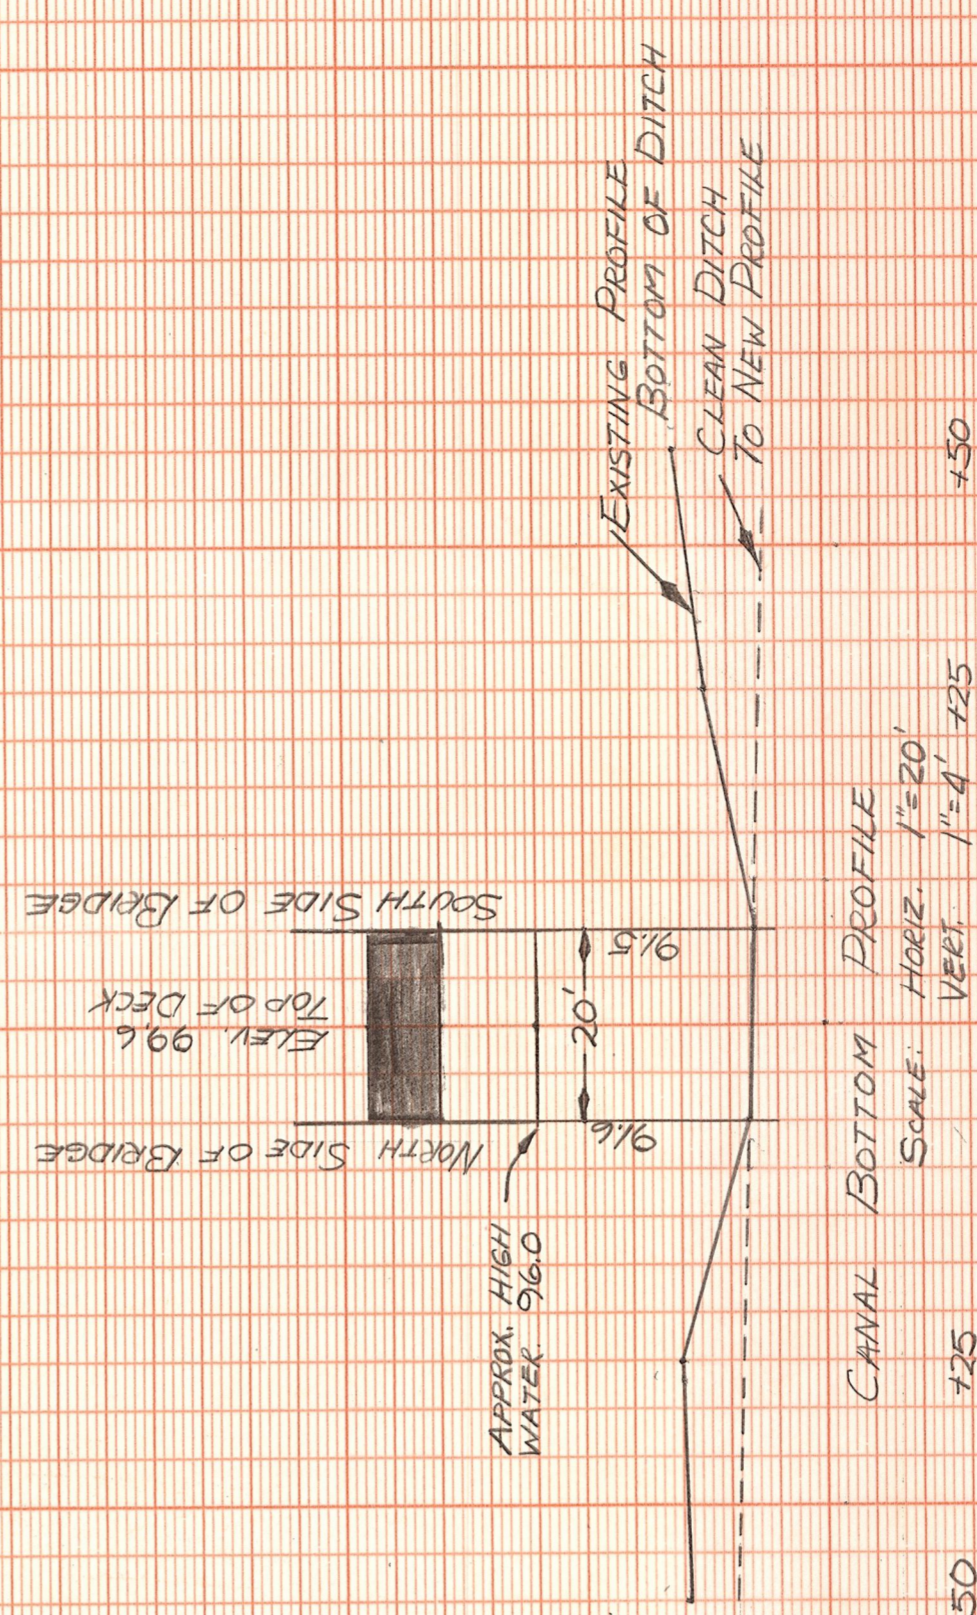 SOUTH SIDE OF BRIDGE
ELEV. 99.6
TOP OF DECK
NORTH SIDE OF BRIDGE
APPROX. HIGH
WATER 96.0
20'
91.6
91.5
EXISTING PROFILE
BOTTOM OF DITCH
CLEAN DITCH
TO NEW PROFILE
CANAL BOTTOM PROFILE
SCALE: HORIZ. 1"=20'
VERT. 1"=4'
50
+25
+25
+50